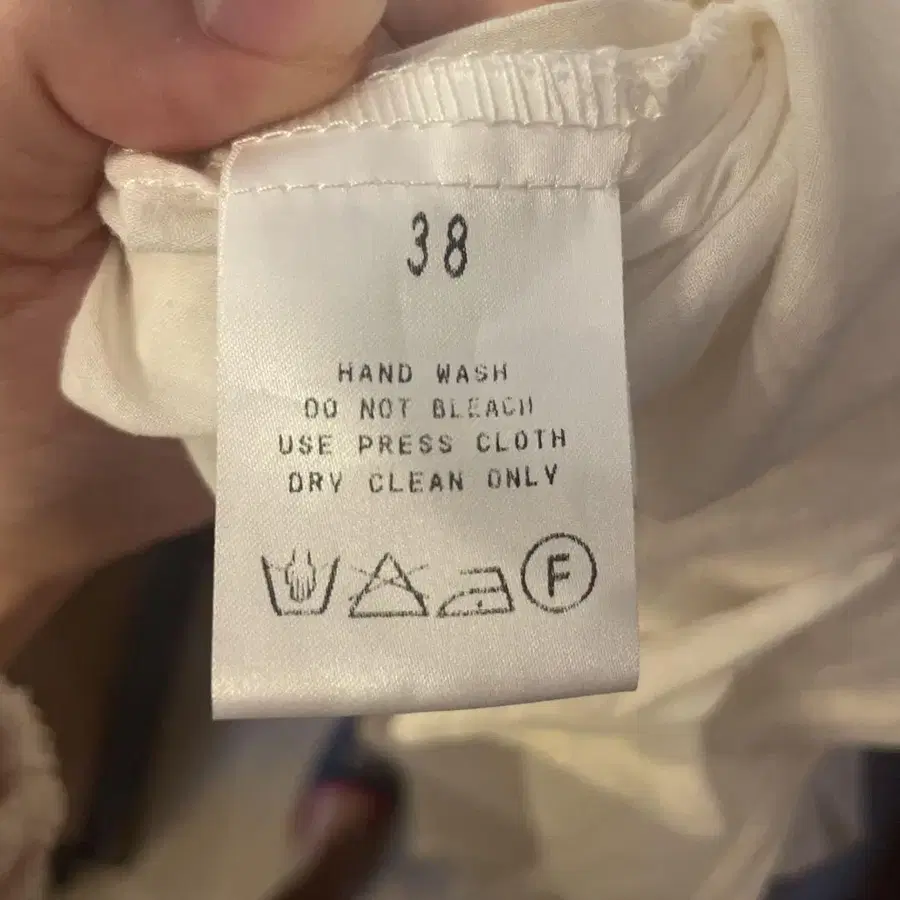 38
HAND WASH
DO NOT BLEACH
USE PRESS CLOTH
DRY CLEAN ONLY
F